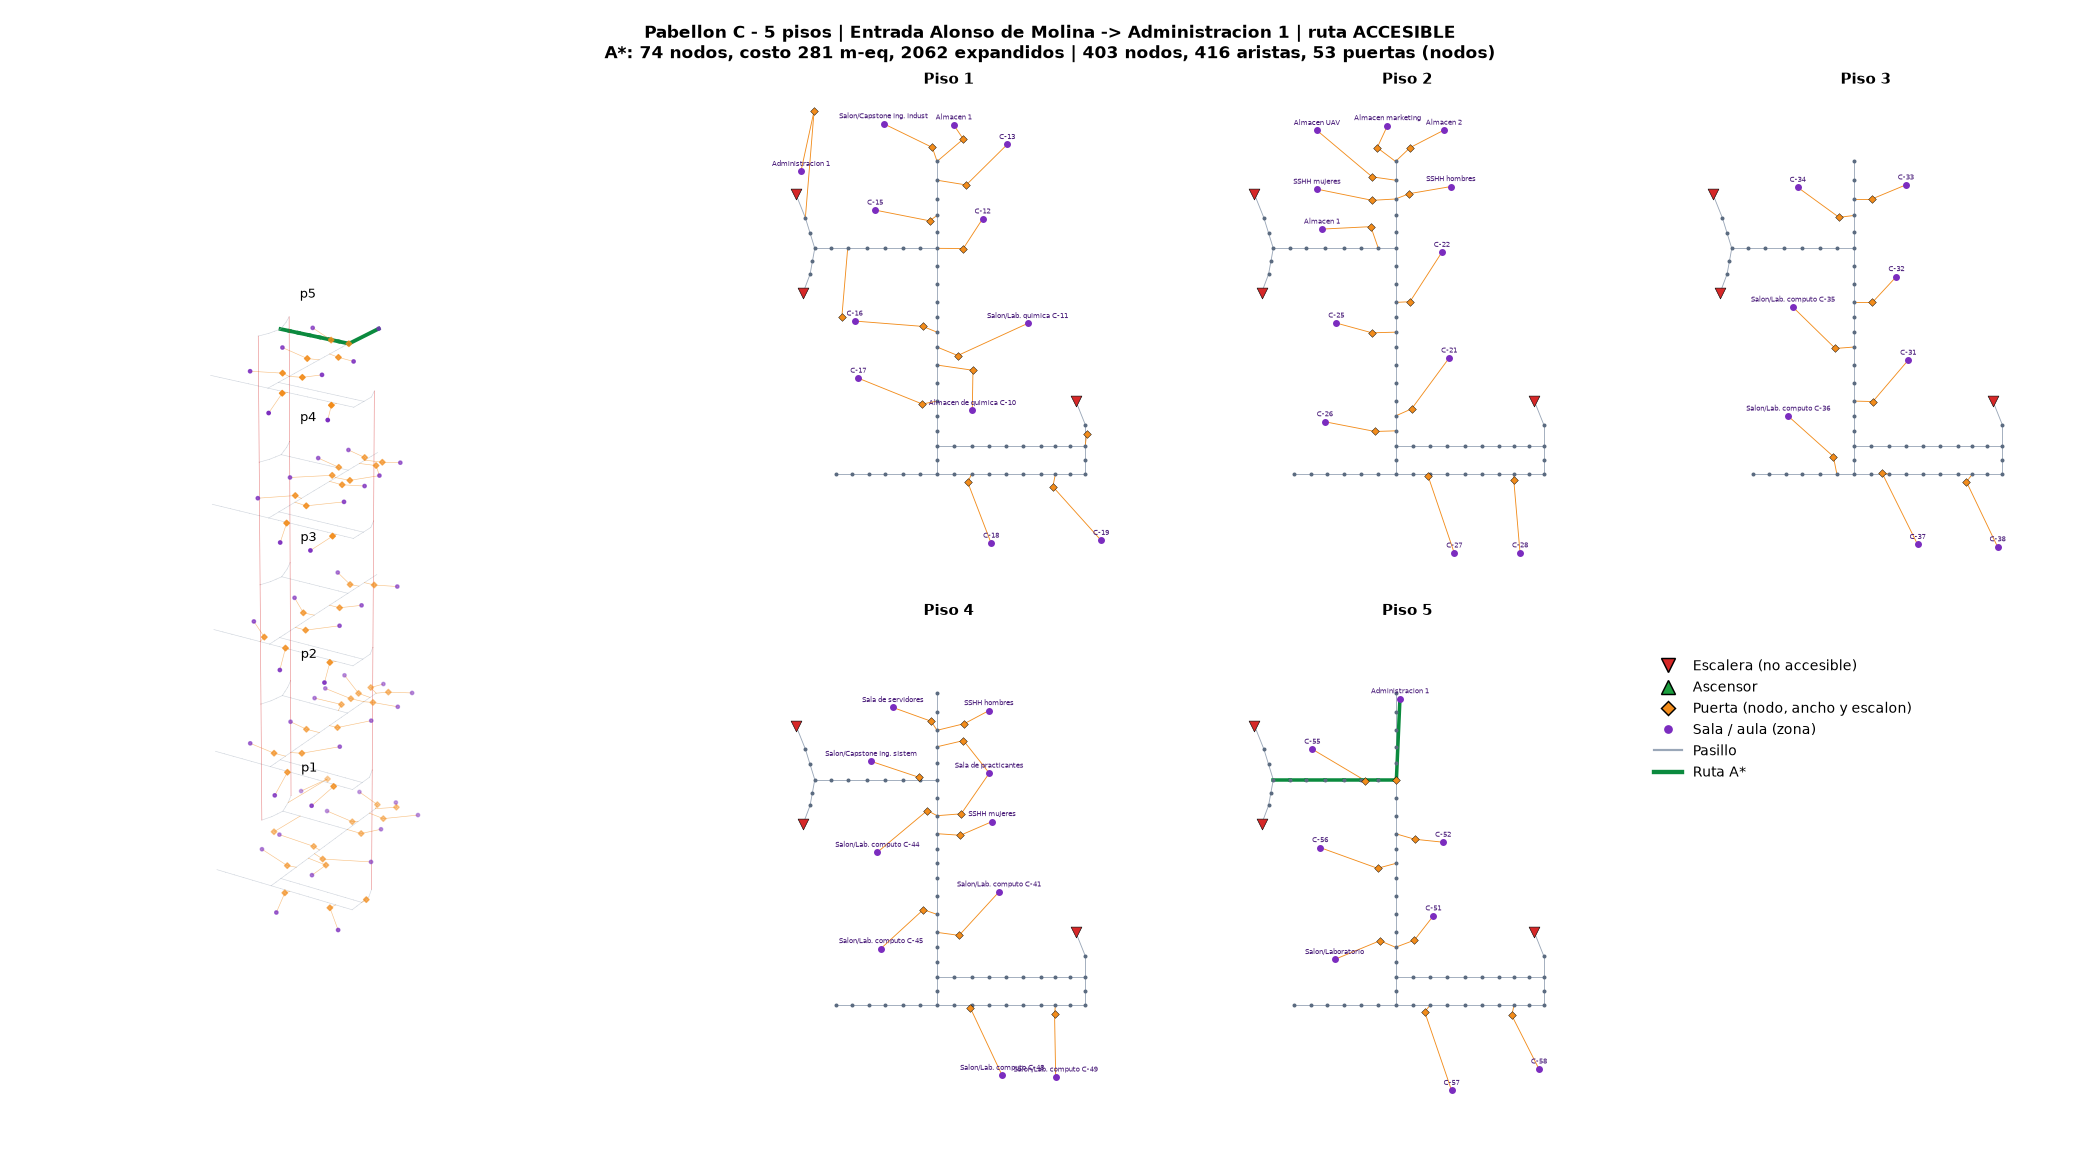 Pabellon C - 5 pisos | Entrada Alonso de Molina -> Administracion 1 | ruta ACCESIBLE
A*: 74 nodos, costo 281 m-eq, 2062 expandidos | 403 nodos, 416 aristas, 53 puertas (nodos)
p5
p4
p3
p2
p1
Piso 1
Salon/Capstone Ing. Indust
Almacen 1
C-13
Administracion 1
C-15
C-12
C-16
Salon/Lab. quimica C-11
C-17
Almacen de quimica C-10
C-18
C-19
Piso 2
Almacen UAV
Almacen marketing
Almacen 2
SSHH mujeres
SSHH hombres
Almacen 1
C-22
C-25
C-21
C-26
C-27
C-28
Piso 3
C-34
C-33
C-32
Salon/Lab. computo C-35
C-31
Salon/Lab. computo C-36
C-37
C-38
Piso 4
Sala de servidores
SSHH hombres
Salon/Capstone ing. sistem
Sala de practicantes
SSHH mujeres
Salon/Lab. computo C-44
Salon/Lab. computo C-41
Salon/Lab. computo C-45
Salon/Lab. computo
Salon/Lab. computo C-49
Piso 5
Administracion 1
C-55
C-56
C-52
C-51
Salon/Laboratorio
C-57
C-58
Escalera (no accesible)
Ascensor
Puerta (nodo, ancho y escalon)
Sala / aula (zona)
Pasillo
Ruta A*